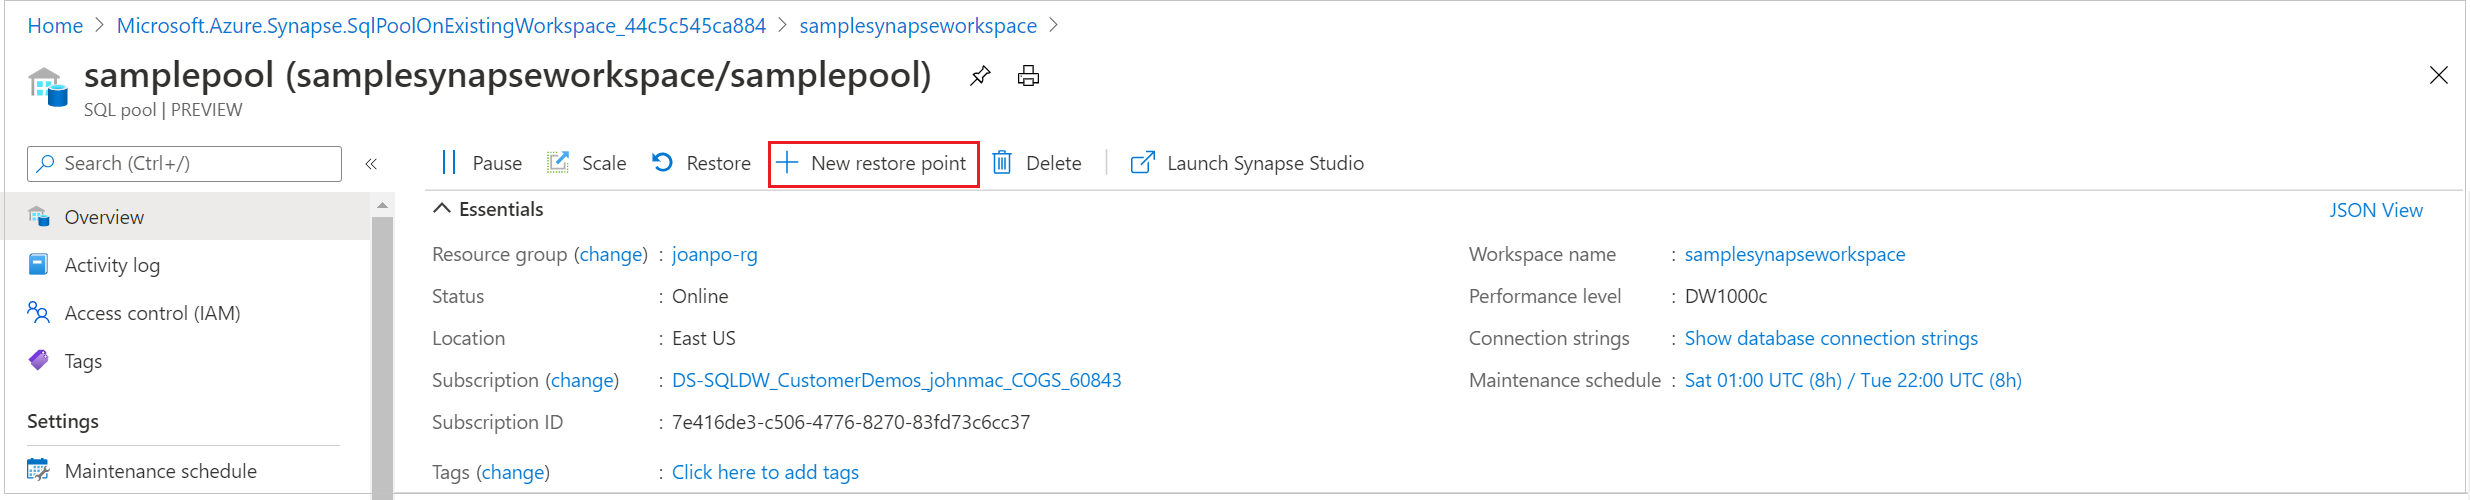 Home > Microsoft.Azure.Synapse.SqlPoolOnExistingWorkspace_44c5c545ca884 > samplesynapseworkspace >
samplepool (samplesynapseworkspace/samplepool)
SQL pool | PREVIEW
Search (Ctrl+/)
«
Pause
Scale
Restore
New restore point
Delete
Launch Synapse Studio
Overview
Activity log
Access control (IAM)
Tags
Settings
Maintenance schedule
Essentials
JSON View
Resource group (change) : joanpo-rg
Status : Online
Location : East US
Subscription (change) : DS-SQLDW_CustomerDemos_johnmac_COGS_60843
Subscription ID : 7e416de3-c506-4776-8270-83fd73c6cc37
Tags (change) : Click here to add tags
Workspace name : samplesynapseworkspace
Performance level : DW1000c
Connection strings : Show database connection strings
Maintenance schedule : Sat 01:00 UTC (8h) / Tue 22:00 UTC (8h)